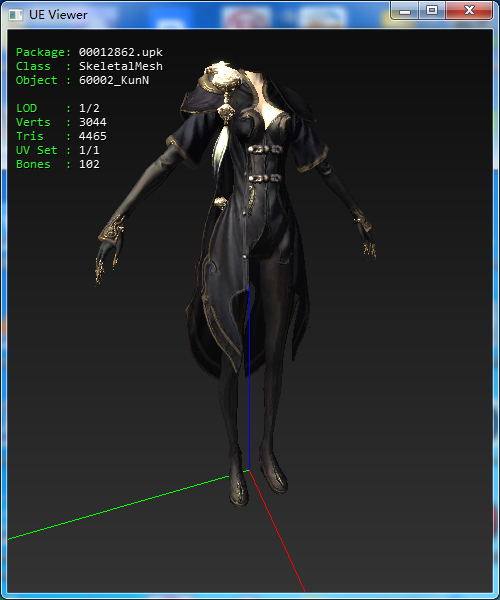 UE Viewer
Package: 00012862.upk
Class : SkeletalMesh
Object : 60002_KunN
LOD : 1/2
Verts : 3044
Tris : 4465
UV Set : 1/1
Bones : 102